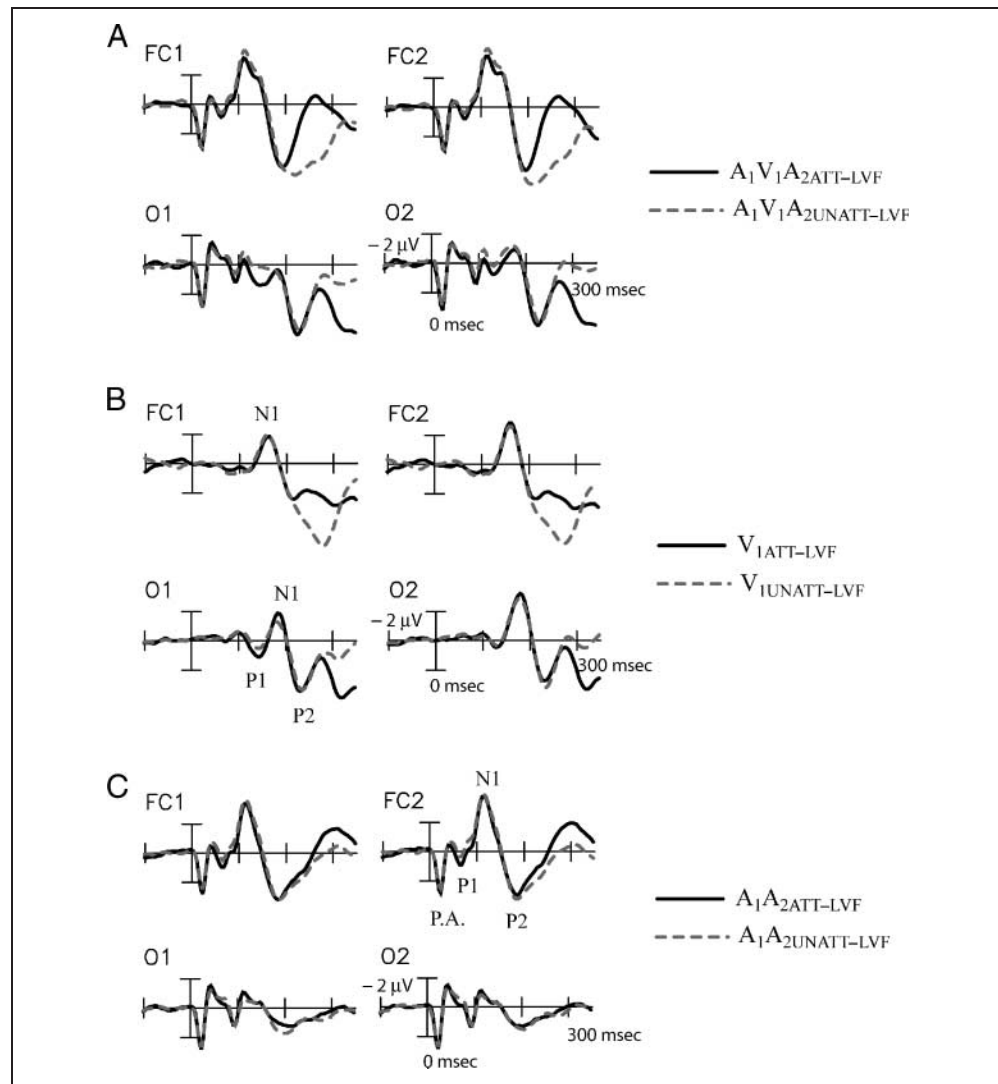 A
FC1
FC2
A₁V₁A₂ATT–LVF
A₁V₁A₂UNATT–LVF
O1
O2
– 2 μV
300 msec
0 msec
B
FC1
N1
FC2
V₁ATT–LVF
V₁UNATT–LVF
O1
N1
O2
– 2 μV
P1
P2
0 msec
300 msec
C
FC1
FC2
N1
P1
P.A.
P2
A₁A₂ATT–LVF
A₁A₂UNATT–LVF
O1
O2
– 2 μV
0 msec
300 msec